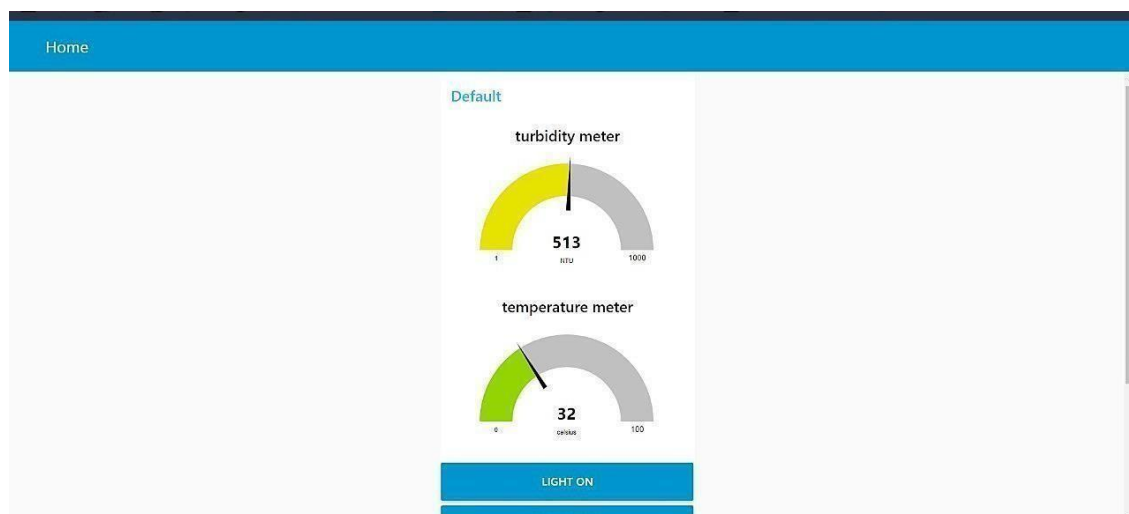 Home
Default
turbidity meter
513
NTU
1
1000
temperature meter
32
celsius
0
100
LIGHT ON